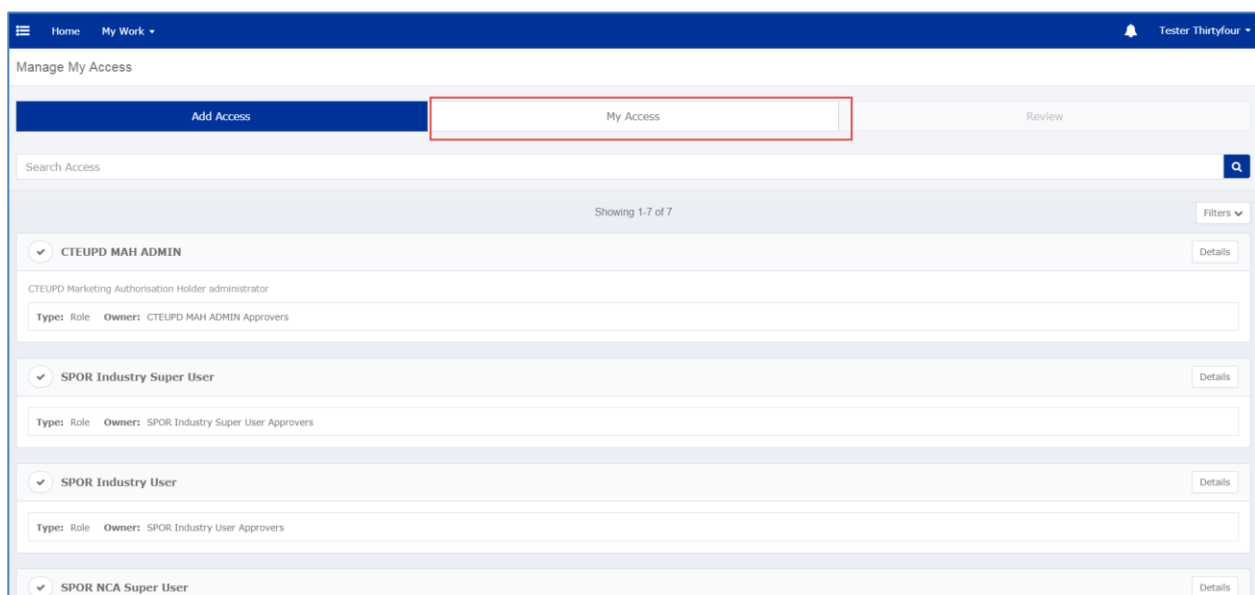 Home My Work Tester Thirtyfour
Manage My Access
Add Access My Access Review
Search Access
Showing 1-7 of 7 Filters
CTEUPD MAH ADMIN Details
CTEUPD Marketing Authorisation Holder administrator
Type: Role Owner: CTEUPD MAH ADMIN Approvers
SPOR Industry Super User Details
Type: Role Owner: SPOR Industry Super User Approvers
SPOR Industry User Details
Type: Role Owner: SPOR Industry User Approvers
SPOR NCA Super User Details